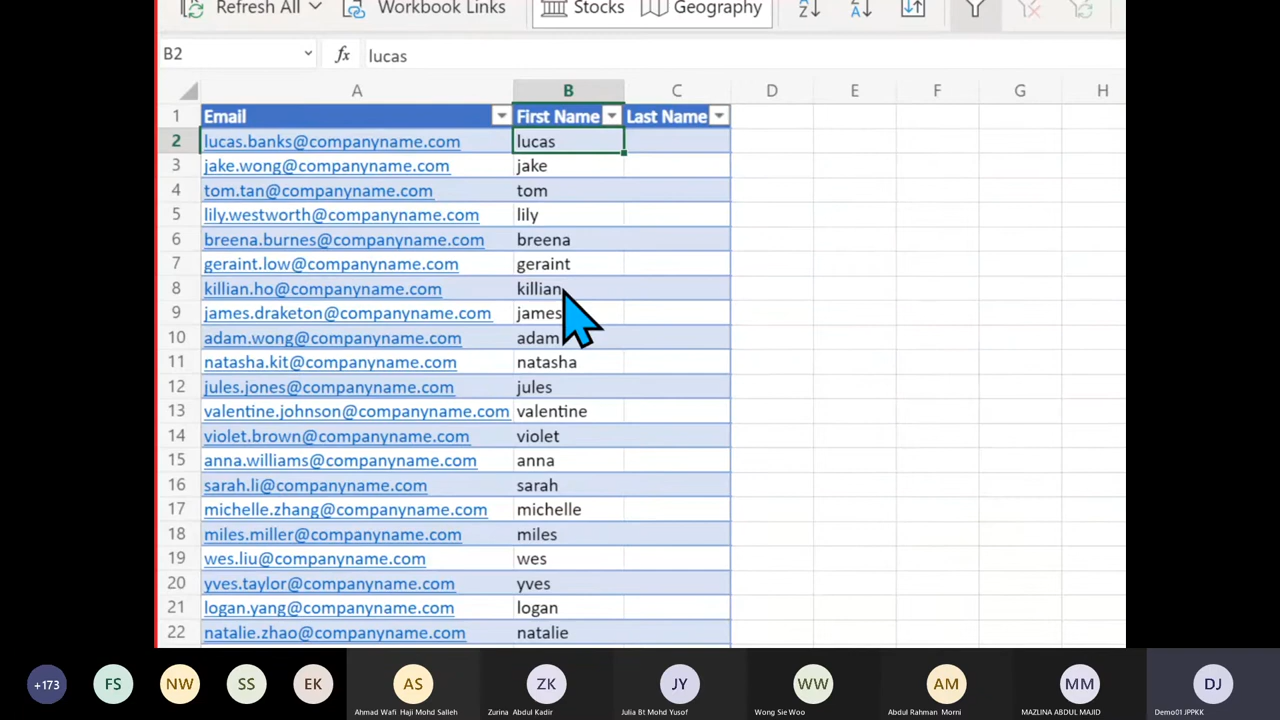 Refresh All
Workbook Links
Stocks
Geography
B2
fx
lucas
A B C D E F G H
1 Email First Name Last Name
2 lucas.banks@companyname.com lucas
3 jake.wong@companyname.com jake
4 tom.tan@companyname.com tom
5 lily.westworth@companyname.com lily
6 breena.burnes@companyname.com breena
7 geraint.low@companyname.com geraint
8 killian.ho@companyname.com killian
9 james.draketon@companyname.com james
10 adam.wong@companyname.com adam
11 natasha.kit@companyname.com natasha
12 jules.jones@companyname.com jules
13 valentine.johnson@companyname.com valentine
14 violet.brown@companyname.com violet
15 anna.williams@companyname.com anna
16 sarah.li@companyname.com sarah
17 michelle.zhang@companyname.com michelle
18 miles.miller@companyname.com miles
19 wes.liu@companyname.com wes
20 yves.taylor@companyname.com yves
21 logan.yang@companyname.com logan
22 natalie.zhao@companyname.com natalie
+173 FS NW SS EK AS ZK JY WW AM MM DJ
Ahmad Wafi Haji Mohd Salleh
Zurina Abdul Kadir
Julia Bt Mohd Yusof
Wong Sie Woo
Abdul Rahman Morni
MAZLINA ABDUL MAJID
Demo01 JPPKK